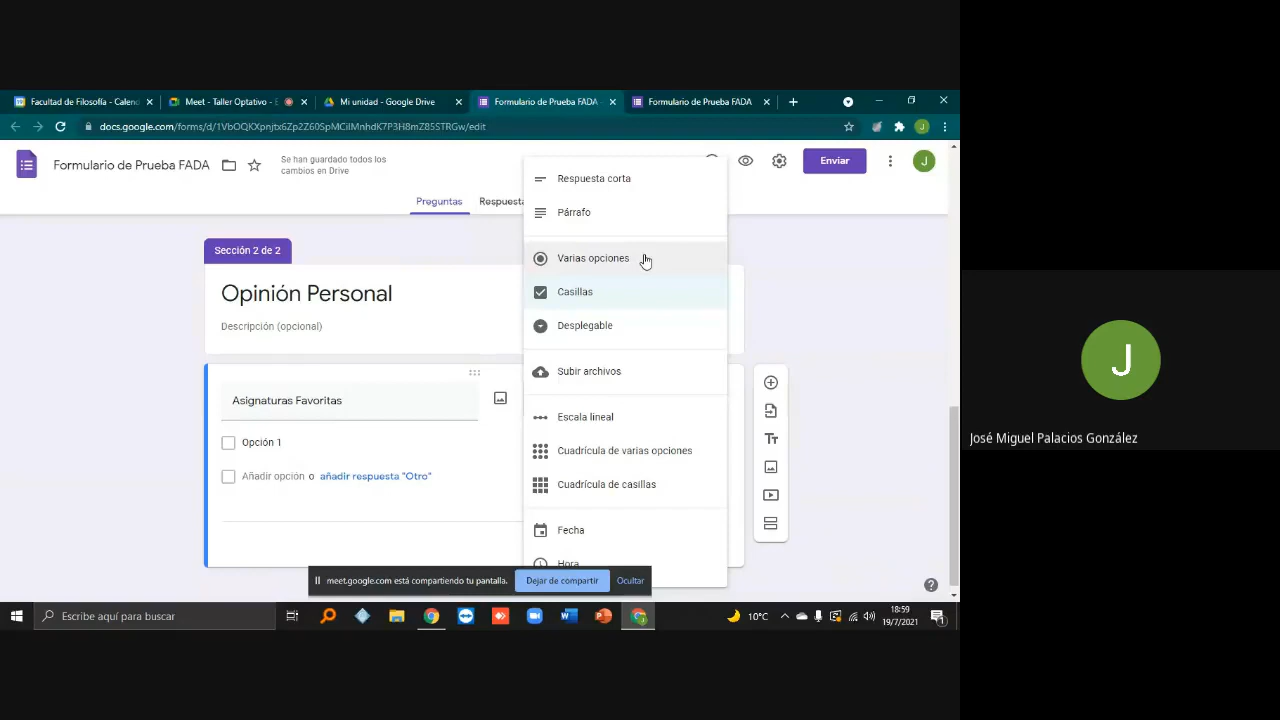 Facultad de Filosofía - Calen
Meet - Taller Optativo - E
Mi unidad - Google Drive
Formulario de Prueba FADA -
Formulario de Prueba FADA
docs.google.com/forms/d/
/edit
Formulario de Prueba FADA
Se han guardado todos los
cambios en Drive
Enviar
J
Preguntas
Respuesta
Respuesta corta
Párrafo
Varias opciones
Casillas
Desplegable
Subir archivos
Escala lineal
Cuadrícula de varias opciones
Cuadrícula de casillas
Fecha
Hora
Sección 2 de 2
Opinión Personal
Descripción (opcional)
Asignaturas Favoritas
Opción 1
Añadir opción o añadir respuesta "Otro"
meet.google.com está compartiendo tu pantalla.
Dejar de compartir
Ocultar
Escribe aquí para buscar
10°C
18:59
19/7/2021
J
José Miguel Palacios González